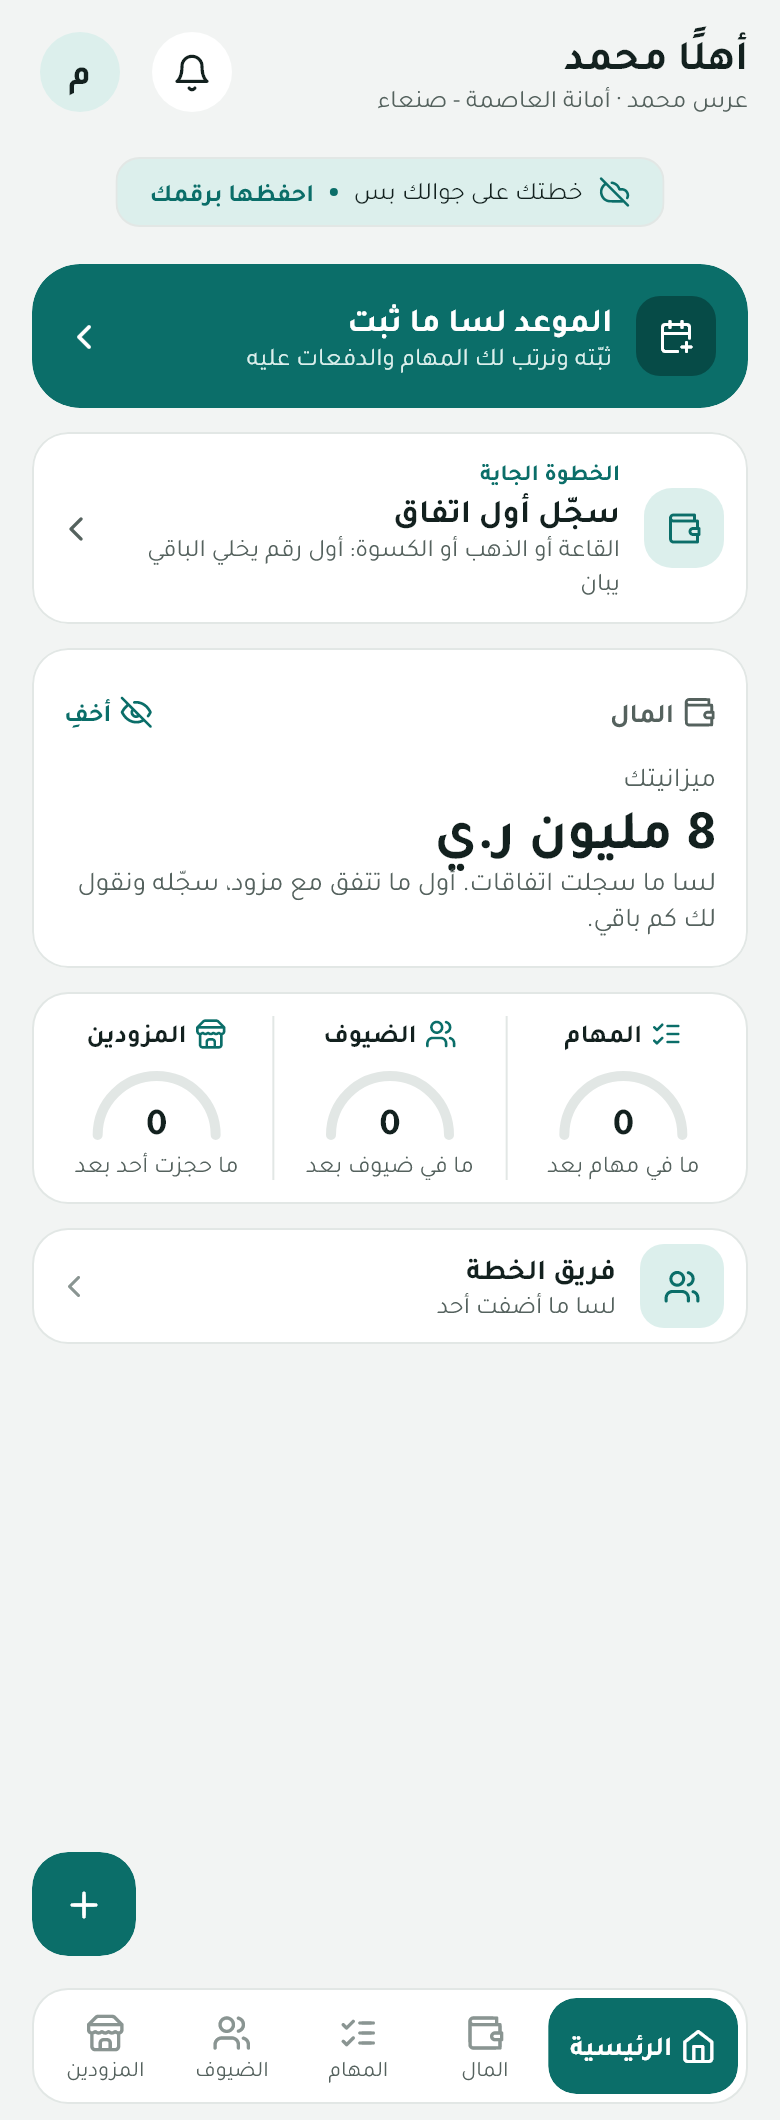 أهلًا محمد
م
عرس محمد · أمانة العاصمة - صنعاء
خطتك على جوالك بس • احفظها برقمك
الموعد لسا ما ثبت
ثبّته ونرتب لك المهام والدفعات عليه
الخطوة الجاية
سجّل أول اتفاق
القاعة أو الذهب أو الكسوة: أول رقم يخلي الباقي
يبان
المال
أخفِ
ميزانيتك
8 مليون ر.ي
لسا ما سجلت اتفاقات. أول ما تتفق مع مزود، سجّله ونقول
لك كم باقي.
المهام
0
ما في مهام بعد
الضيوف
0
ما في ضيوف بعد
المزودين
0
ما حجزت أحد بعد
فريق الخطة
لسا ما أضفت أحد
الرئيسية
المال
المهام
الضيوف
المزودين